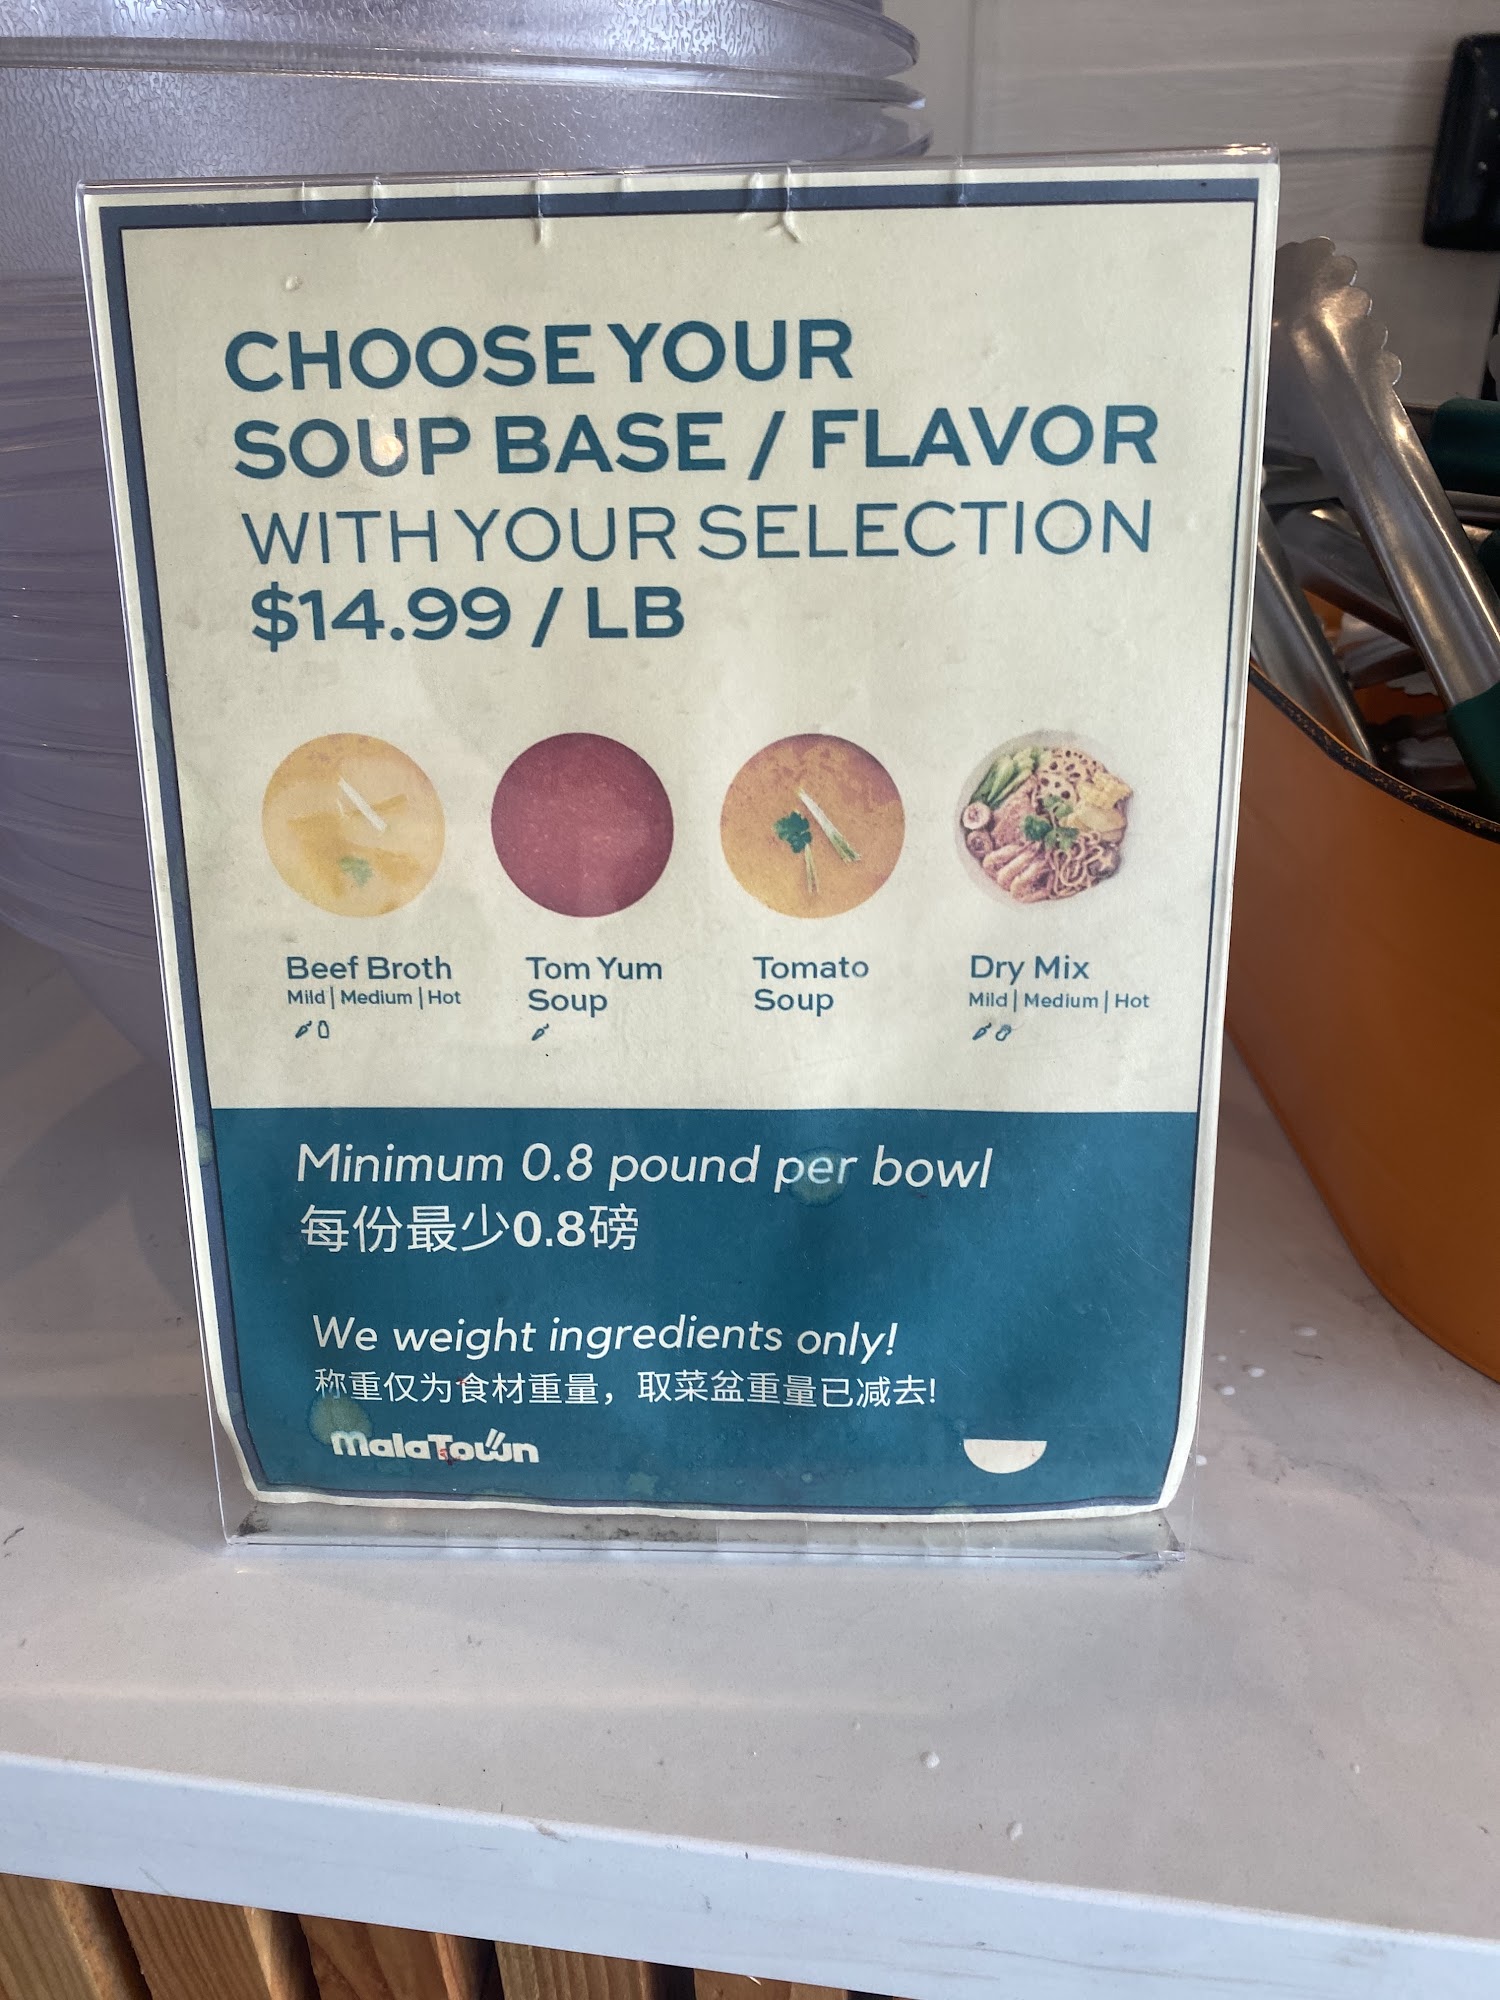 CHOOSE YOUR
SOUP BASE / FLAVOR
WITH YOUR SELECTION
$14.99 / LB
Beef Broth
Mild | Medium | Hot
Tom Yum
Soup
Tomato
Soup
Dry Mix
Mild | Medium | Hot
Minimum 0.8 pound per bowl
每份最少0.8磅
We weight ingredients only!
称重仅为食材重量，取菜盆重量已减去!
MalaTown